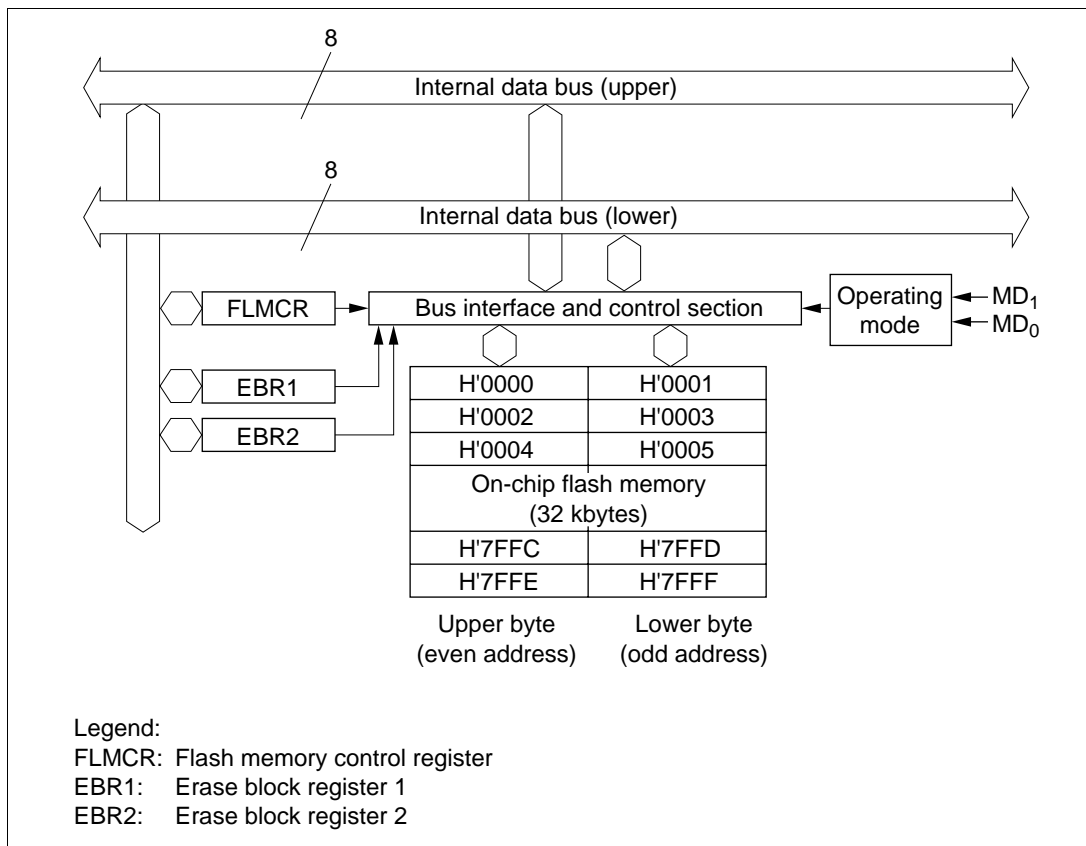 8
Internal data bus (upper)
8
Internal data bus (lower)
FLMCR
Bus interface and control section
Operating
mode
MD1
MD0
EBR1
EBR2
H'0000 H'0001
H'0002 H'0003
H'0004 H'0005
On-chip flash memory
(32 kbytes)
H'7FFC H'7FFD
H'7FFE H'7FFF
Upper byte
(even address)
Lower byte
(odd address)
Legend:
FLMCR: Flash memory control register
EBR1: Erase block register 1
EBR2: Erase block register 2